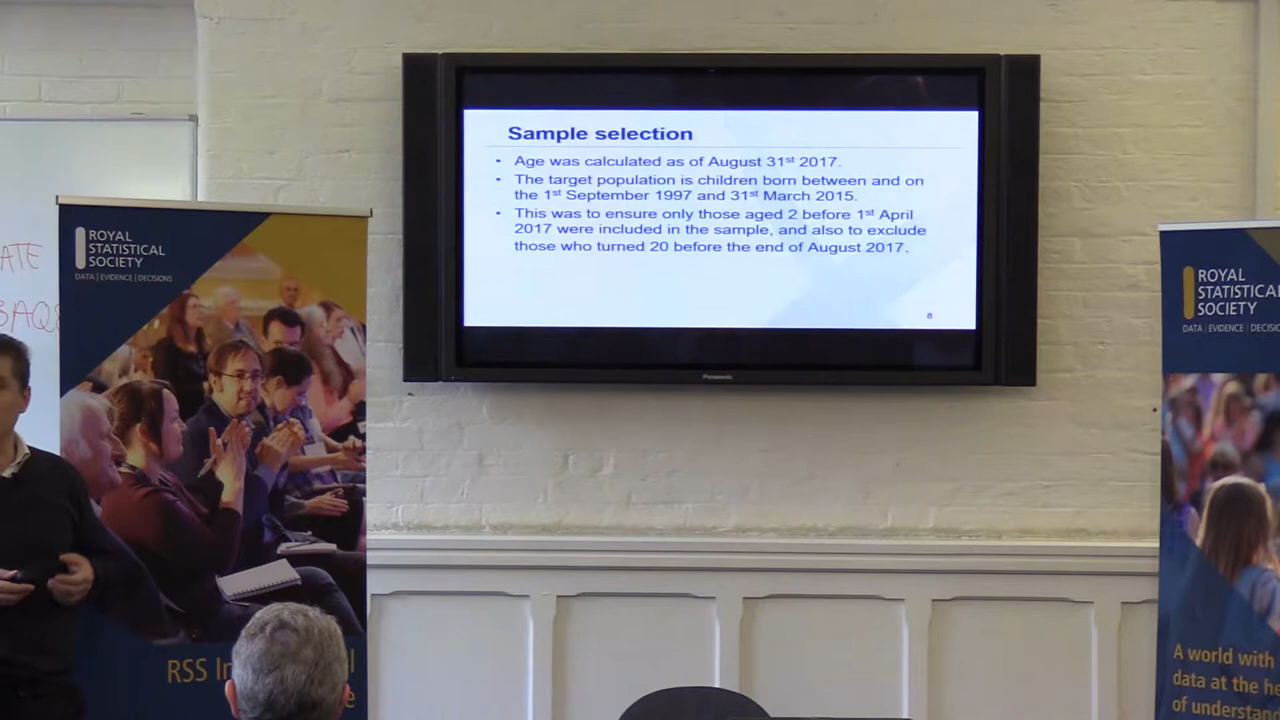 Sample selection
• Age was calculated as of August 31st 2017.
• The target population is children born between and on
the 1st September 1997 and 31st March 2015.
• This was to ensure only those aged 2 before 1st April
2017 were included in the sample, and also to exclude
those who turned 20 before the end of August 2017.
8
Panasonic
ROYAL
STATISTICAL
SOCIETY
DATA | EVIDENCE | DECISIONS
RSS
ATE
ROYAL
STATISTICA
SOCIETY
DATA | EVIDENCE | DECISI
A world with
data at the he
of understan